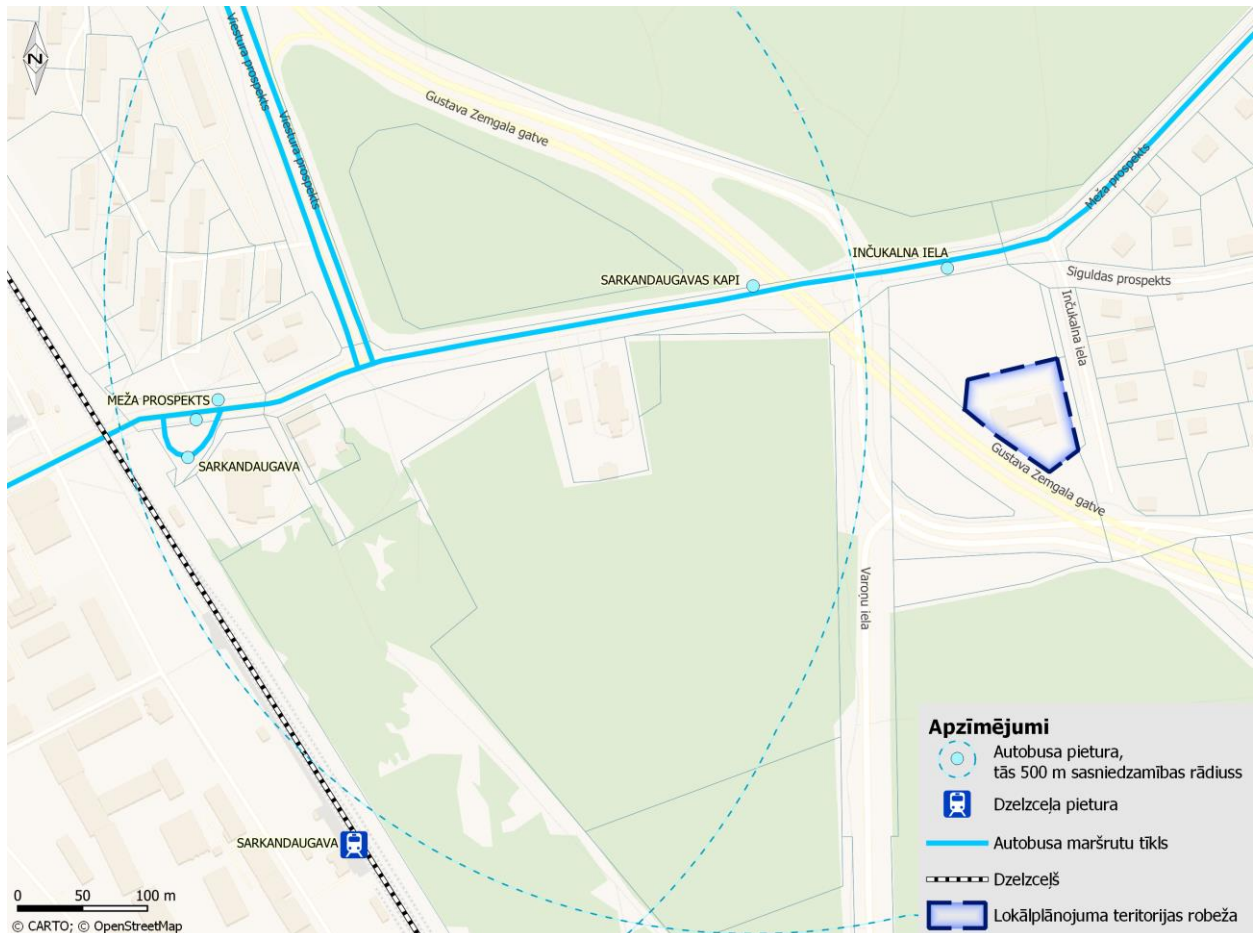 Viestura prospekts
Viestura prospekts
Gustava Zemgala gatve
N
Meža prospekts
INČUKALNA IELA
SARKANDAUGAVAS KAPI
Siguldas prospekts
Inčukalna iela
MEŽA PROSPEKTS
SARKANDAUGAVA
Gustava Zemgala gatve
Varoņu iela
SARKANDAUGAVA
Apzīmējumi
Autobusa pietura,
tās 500 m sasniedzamības rādiuss
Dzelzceļa pietura
Autobusa maršrutu tīkls
Dzelzceļš
Lokālplānojuma teritorijas robeža
0 50 100 m
© CARTO; © OpenStreetMap